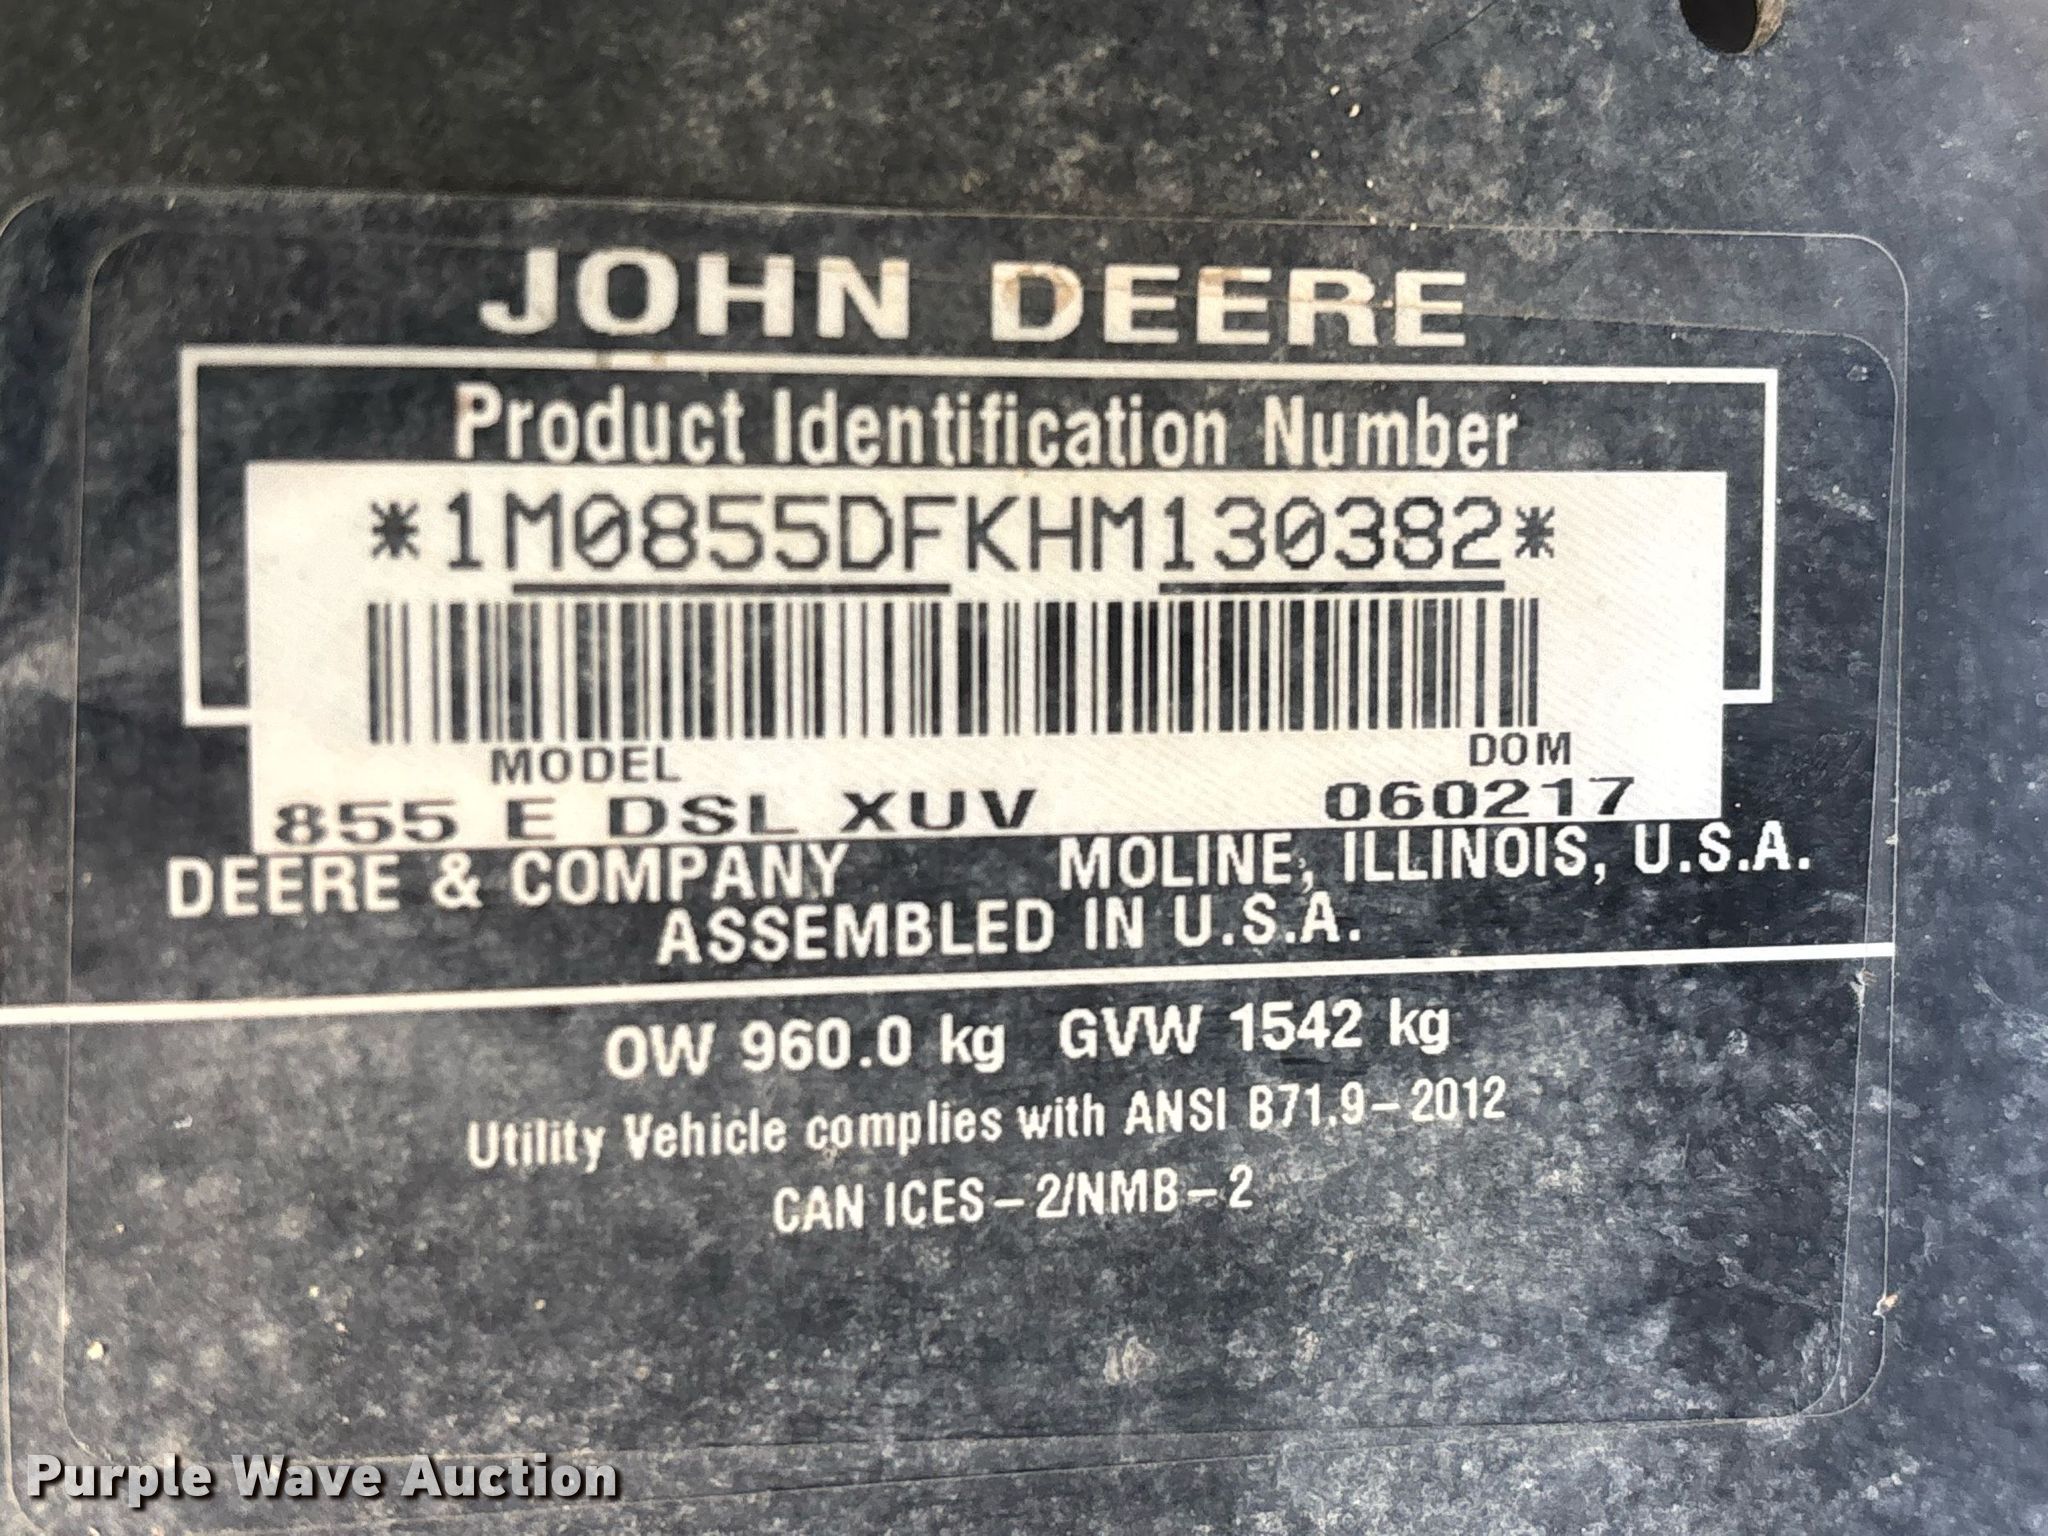 JOHN DEERE
Product Identification Number
*1M0855DFKHM130382*
MODEL DOM
855 E DSL XUV 060217
DEERE & COMPANY MOLINE, ILLINOIS, U.S.A.
ASSEMBLED IN U.S.A.
OW 960.0 kg GVW 1542 kg
Utility Vehicle complies with ANSI B71.9-2012
CAN ICES-2/NMB-2
Purple Wave Auction